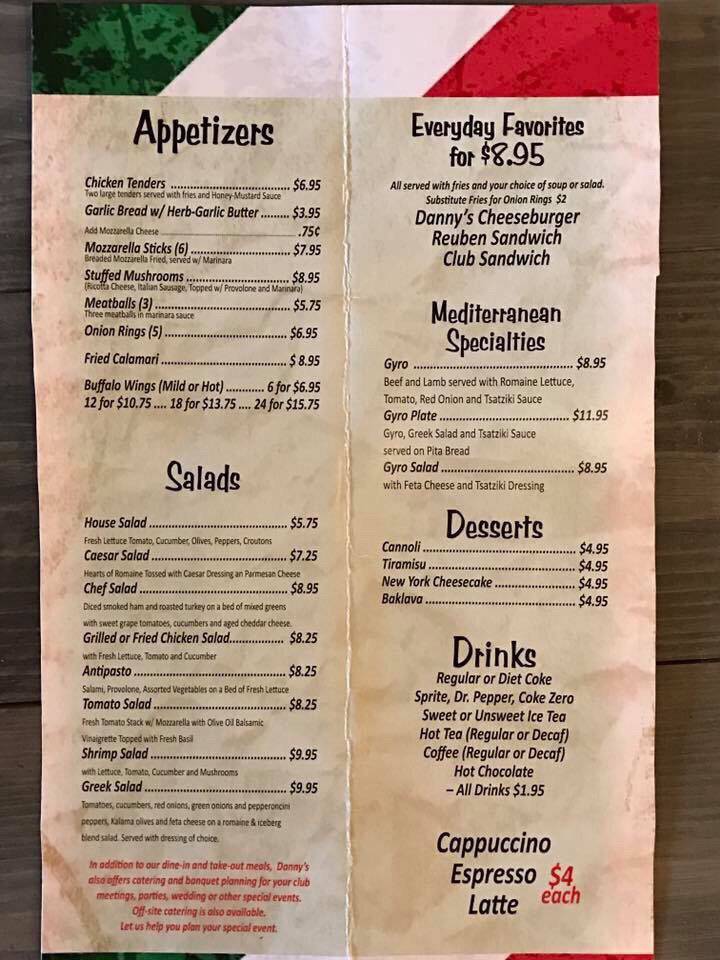 Appetizers
Chicken Tenders ................................ $6.95
Two large tenders served with fries and Honey-Mustard Sauce
Garlic Bread w/ Herb-Garlic Butter ......... $3.95
Add Mozzarella Cheese .75¢
Mozzarella Sticks (6) ................................ $7.95
Breaded Mozzarella Fried, served w/ Marinara
Stuffed Mushrooms ................................ $8.95
(Ricotta Cheese, Italian Sausage, Topped w/ Provolone and Marinara)
Meatballs (3) ................................ $5.75
Three meatballs in marinara sauce
Onion Rings (5) ................................ $6.95
Fried Calamari ................................ $ 8.95
Buffalo Wings (Mild or Hot) ............ 6 for $6.95
12 for $10.75 .... 18 for $13.75 .... 24 for $15.75
Salads
House Salad ................................ $5.75
Fresh Lettuce Tomato, Cucumber, Olives, Peppers, Croutons
Caesar Salad ................................ $7.25
Hearts of Romaine Tossed with Caesar Dressing an Parmesan Cheese
Chef Salad ................................ $8.95
Diced smoked ham and roasted turkey on a bed of mixed greens
with sweet grape tomatoes, cucumbers and aged cheddar cheese.
Grilled or Fried Chicken Salad................ $8.25
with Fresh Lettuce, Tomato and Cucumber
Antipasto ................................ $8.25
Salami, Provolone, Assorted Vegetables on a Bed of Fresh Lettuce
Tomato Salad ................................ $8.25
Fresh Tomato Stack w/ Mozzarella with Olive Oil Balsamic
Vinaigrette Topped with Fresh Basil
Shrimp Salad ................................ $9.95
with Lettuce, Tomato, Cucumber and Mushrooms
Greek Salad ................................ $9.95
Tomatoes, cucumbers, red onions, green onions and pepperoncini
peppers, Kalama olives and feta cheese on a romaine & iceberg
blend salad. Served with dressing of choice.
In addition to our dine-in and take-out meals, Danny's
also offers catering and banquet planning for your club
meetings, parties, wedding or other special events.
Off-site catering is also available.
Let us help you plan your special event.
Everyday Favorites
for $8.95
All served with fries and your choice of soup or salad.
Substitute Fries for Onion Rings $2
Danny's Cheeseburger
Reuben Sandwich
Club Sandwich
Mediterranean
Specialties
Gyro ................................ $8.95
Beef and Lamb served with Romaine Lettuce,
Tomato, Red Onion and Tsatziki Sauce
Gyro Plate ................................ $11.95
Gyro, Greek Salad and Tsatziki Sauce
served on Pita Bread
Gyro Salad ................................ $8.95
with Feta Cheese and Tsatziki Dressing
Desserts
Cannoli ................................ $4.95
Tiramisu ................................ $4.95
New York Cheesecake ................................ $4.95
Baklava ................................ $4.95
Drinks
Regular or Diet Coke
Sprite, Dr. Pepper, Coke Zero
Sweet or Unsweet Ice Tea
Hot Tea (Regular or Decaf)
Coffee (Regular or Decaf)
Hot Chocolate
– All Drinks $1.95
Cappuccino
Espresso $4
Latte each